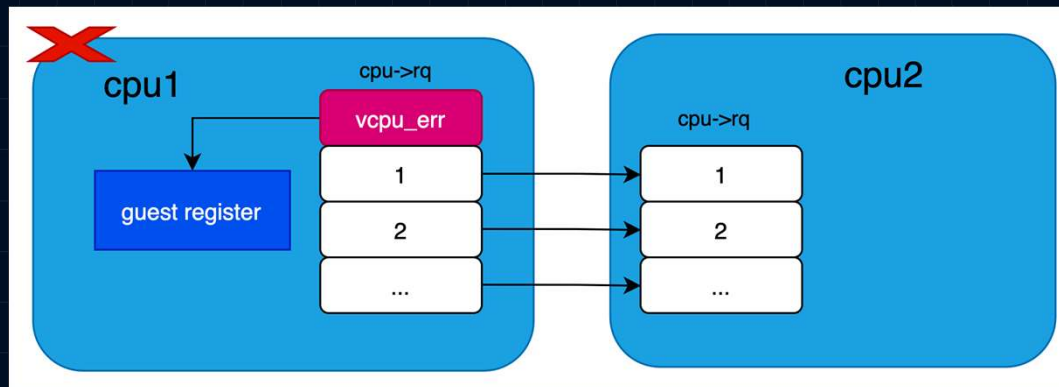 cpu1
cpu->rq
vcpu_err
1
2
...
guest register
cpu2
cpu->rq
1
2
...